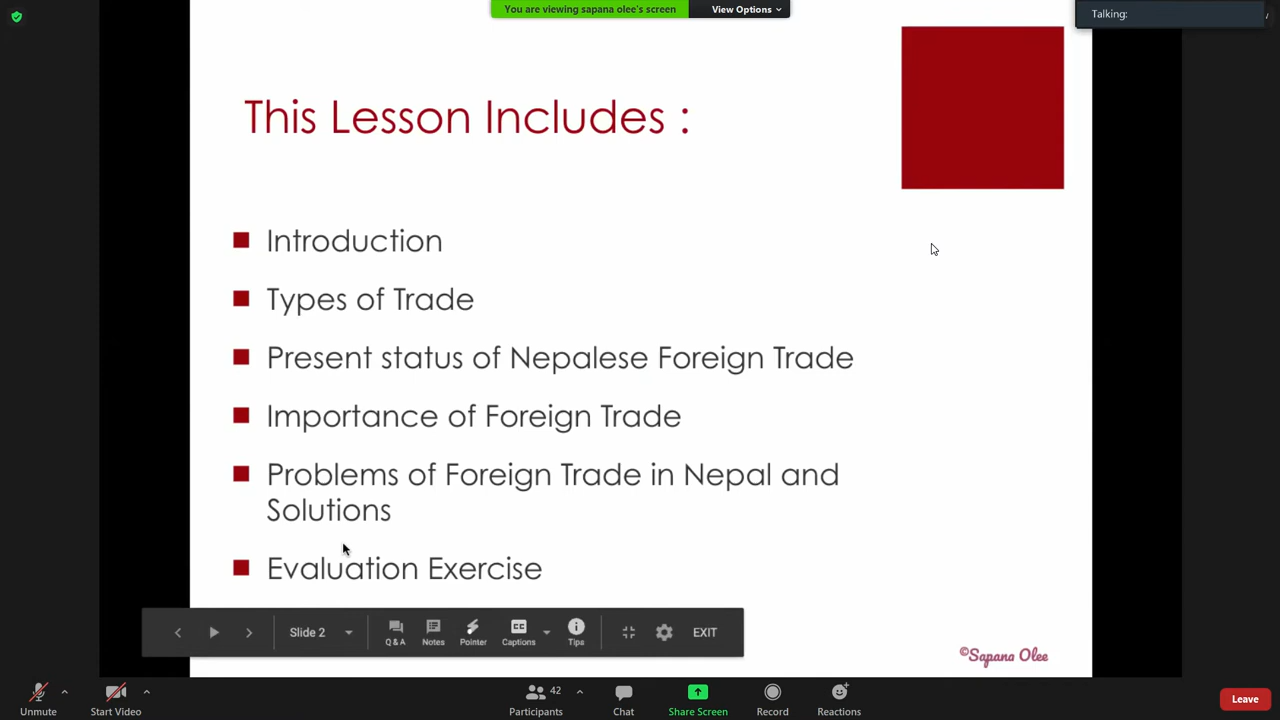 You are viewing sapana olee's screen
View Options
Talking:
This Lesson Includes :
Introduction
Types of Trade
Present status of Nepalese Foreign Trade
Importance of Foreign Trade
Problems of Foreign Trade in Nepal and
Solutions
Evaluation Exercise
Slide 2
Q & A
Notes
Pointer
CC
Captions
Tips
EXIT
©Sapana Olee
Unmute
Start Video
42
Participants
Chat
Share Screen
Record
Reactions
Leave